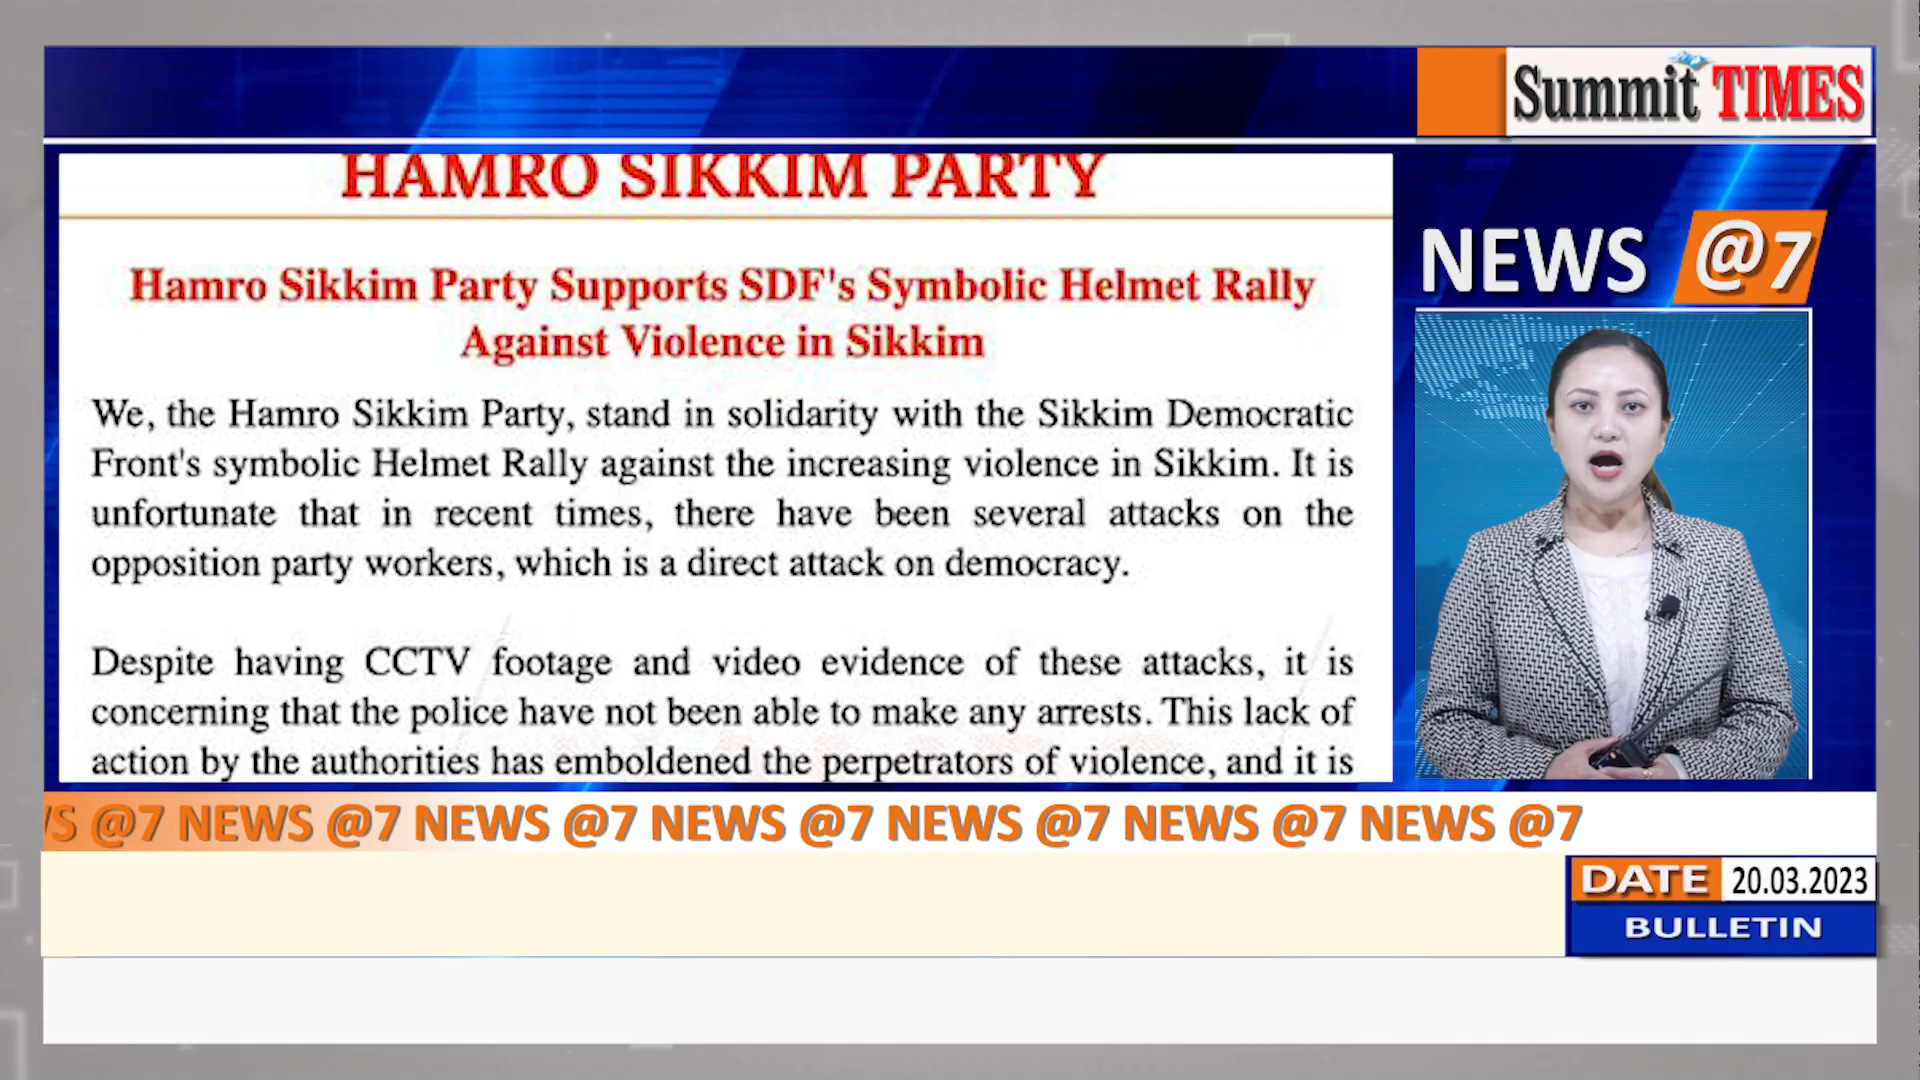 Summit TIMES
HAMRO SIKKIM PARTY
Hamro Sikkim Party Supports SDF's Symbolic Helmet Rally
Against Violence in Sikkim
We, the Hamro Sikkim Party, stand in solidarity with the Sikkim Democratic
Front's symbolic Helmet Rally against the increasing violence in Sikkim. It is
unfortunate that in recent times, there have been several attacks on the
opposition party workers, which is a direct attack on democracy.
Despite having CCTV footage and video evidence of these attacks, it is
concerning that the police have not been able to make any arrests. This lack of
action by the authorities has emboldened the perpetrators of violence, and it is
NEWS @7
S @7 NEWS @7 NEWS @7 NEWS @7 NEWS @7 NEWS @7 NEWS @7
DATE 20.03.2023
BULLETIN